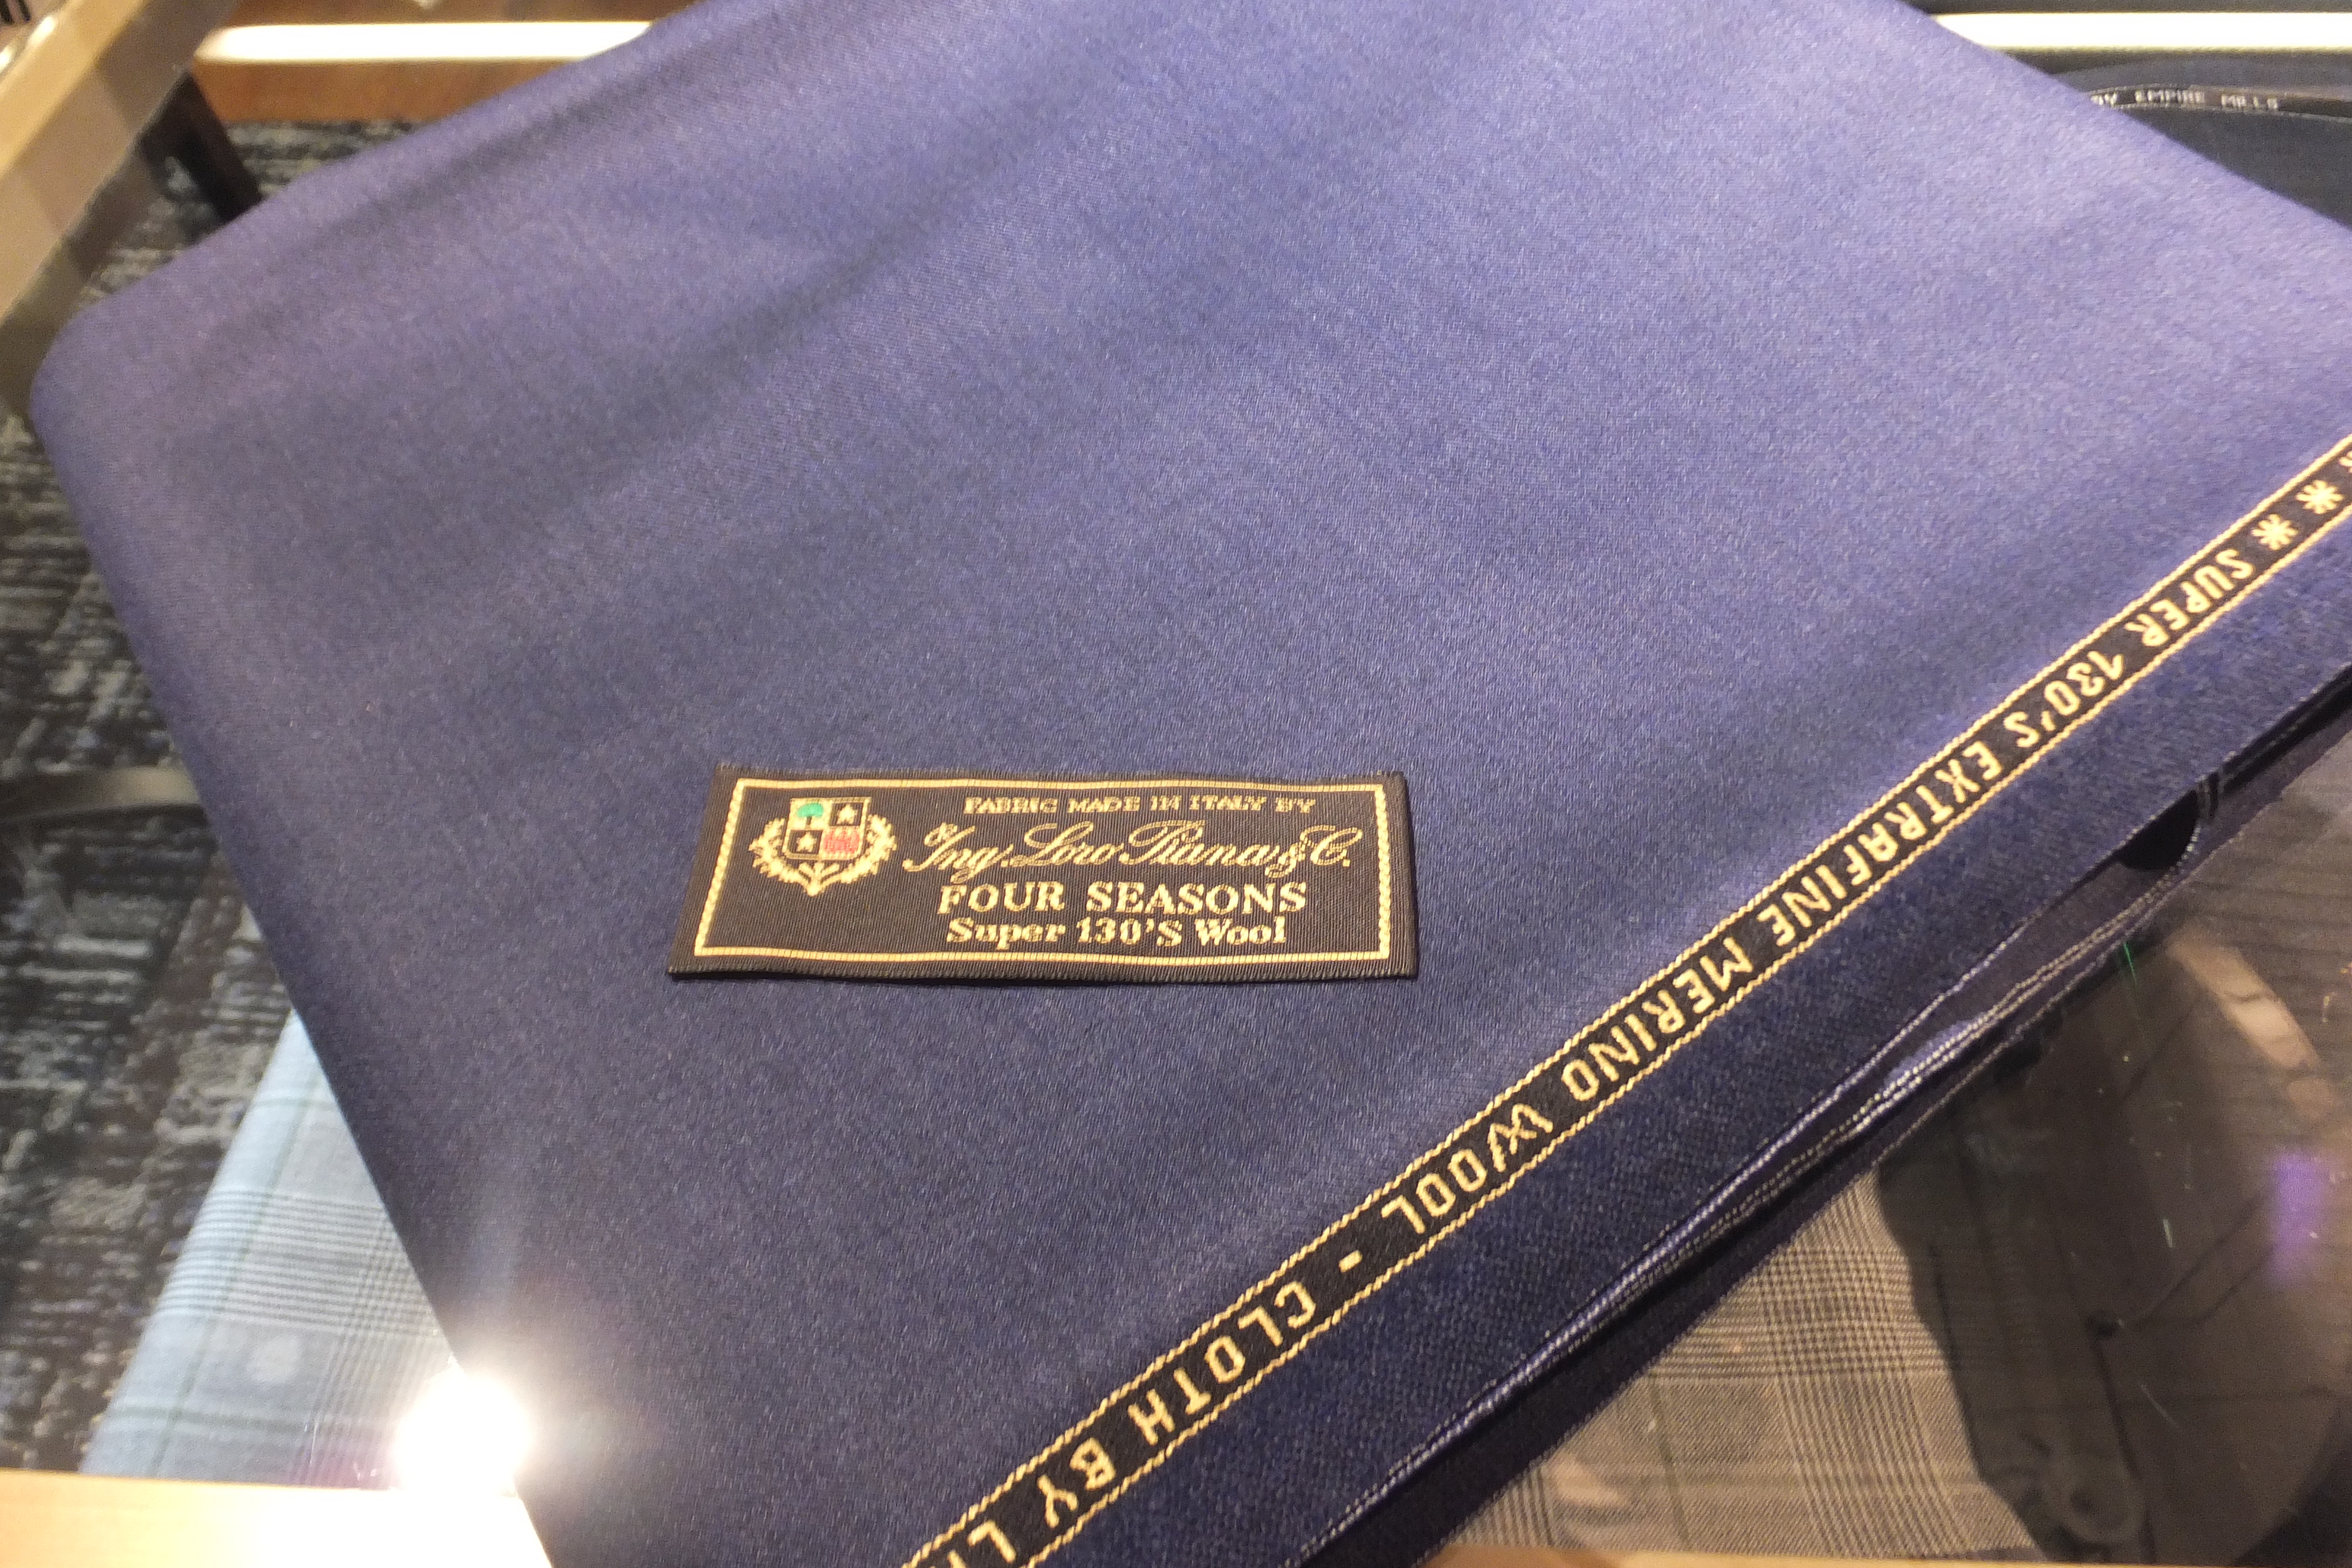 BY EMPIRE MILLS
FABRIC MADE IN ITALY BY
Ing. Loro Piana & C.
FOUR SEASONS
Super 130'S Wool
** SUPER 130'S EXTRAFINE MERINO WOOL - CLOTH BY